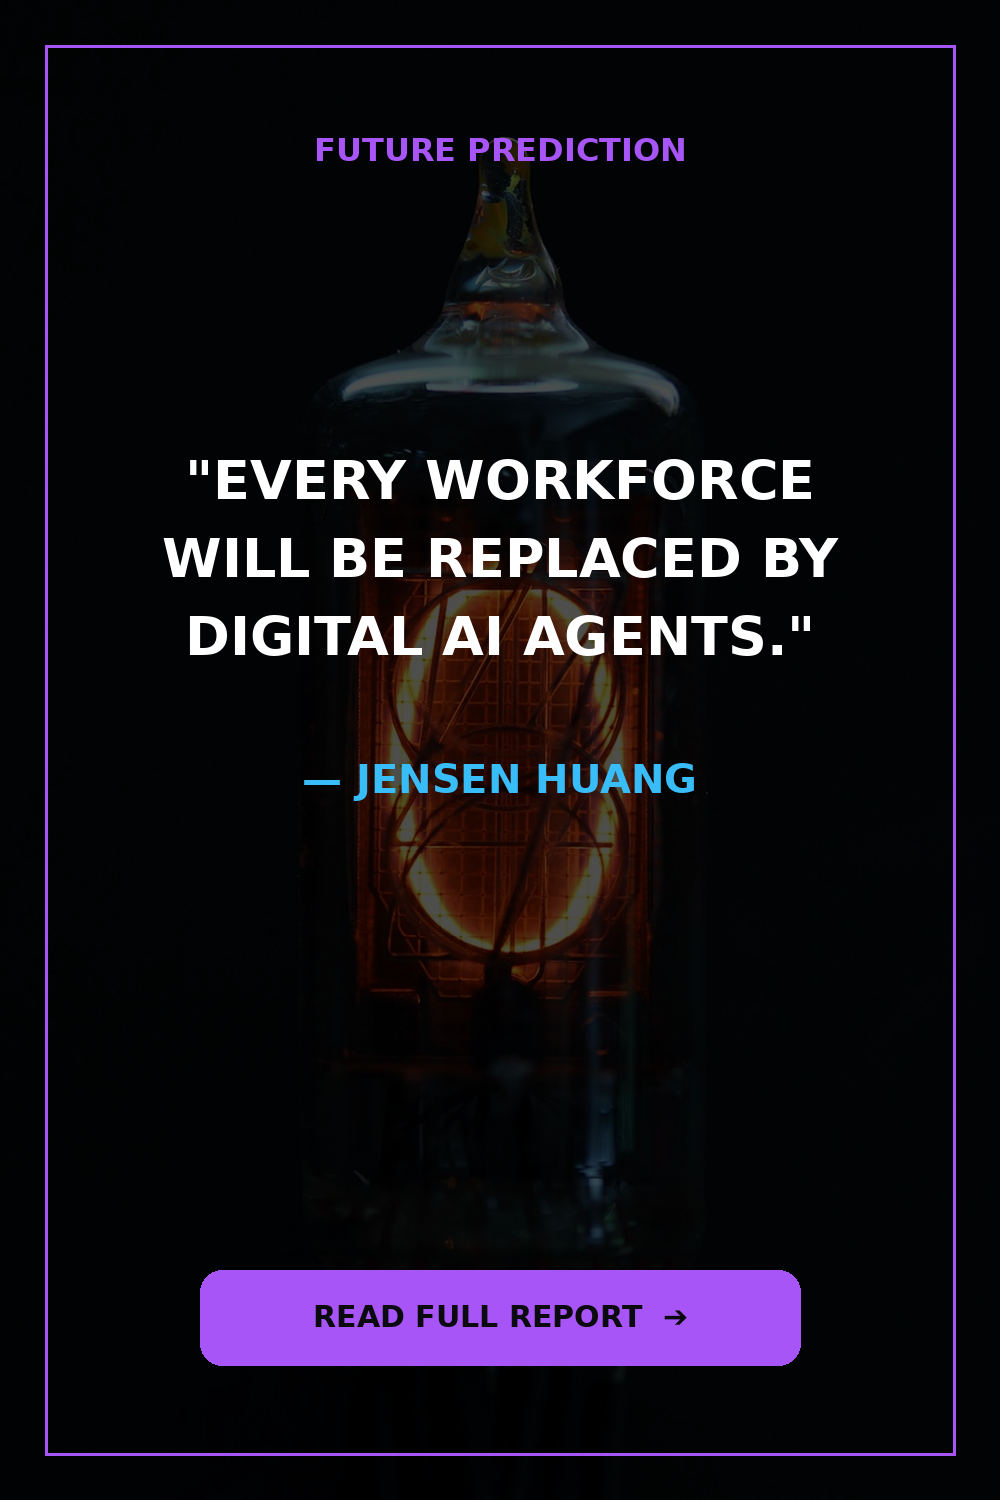 FUTURE PREDICTION
"EVERY WORKFORCE
WILL BE REPLACED BY
DIGITAL AI AGENTS."
— JENSEN HUANG
READ FULL REPORT ➔